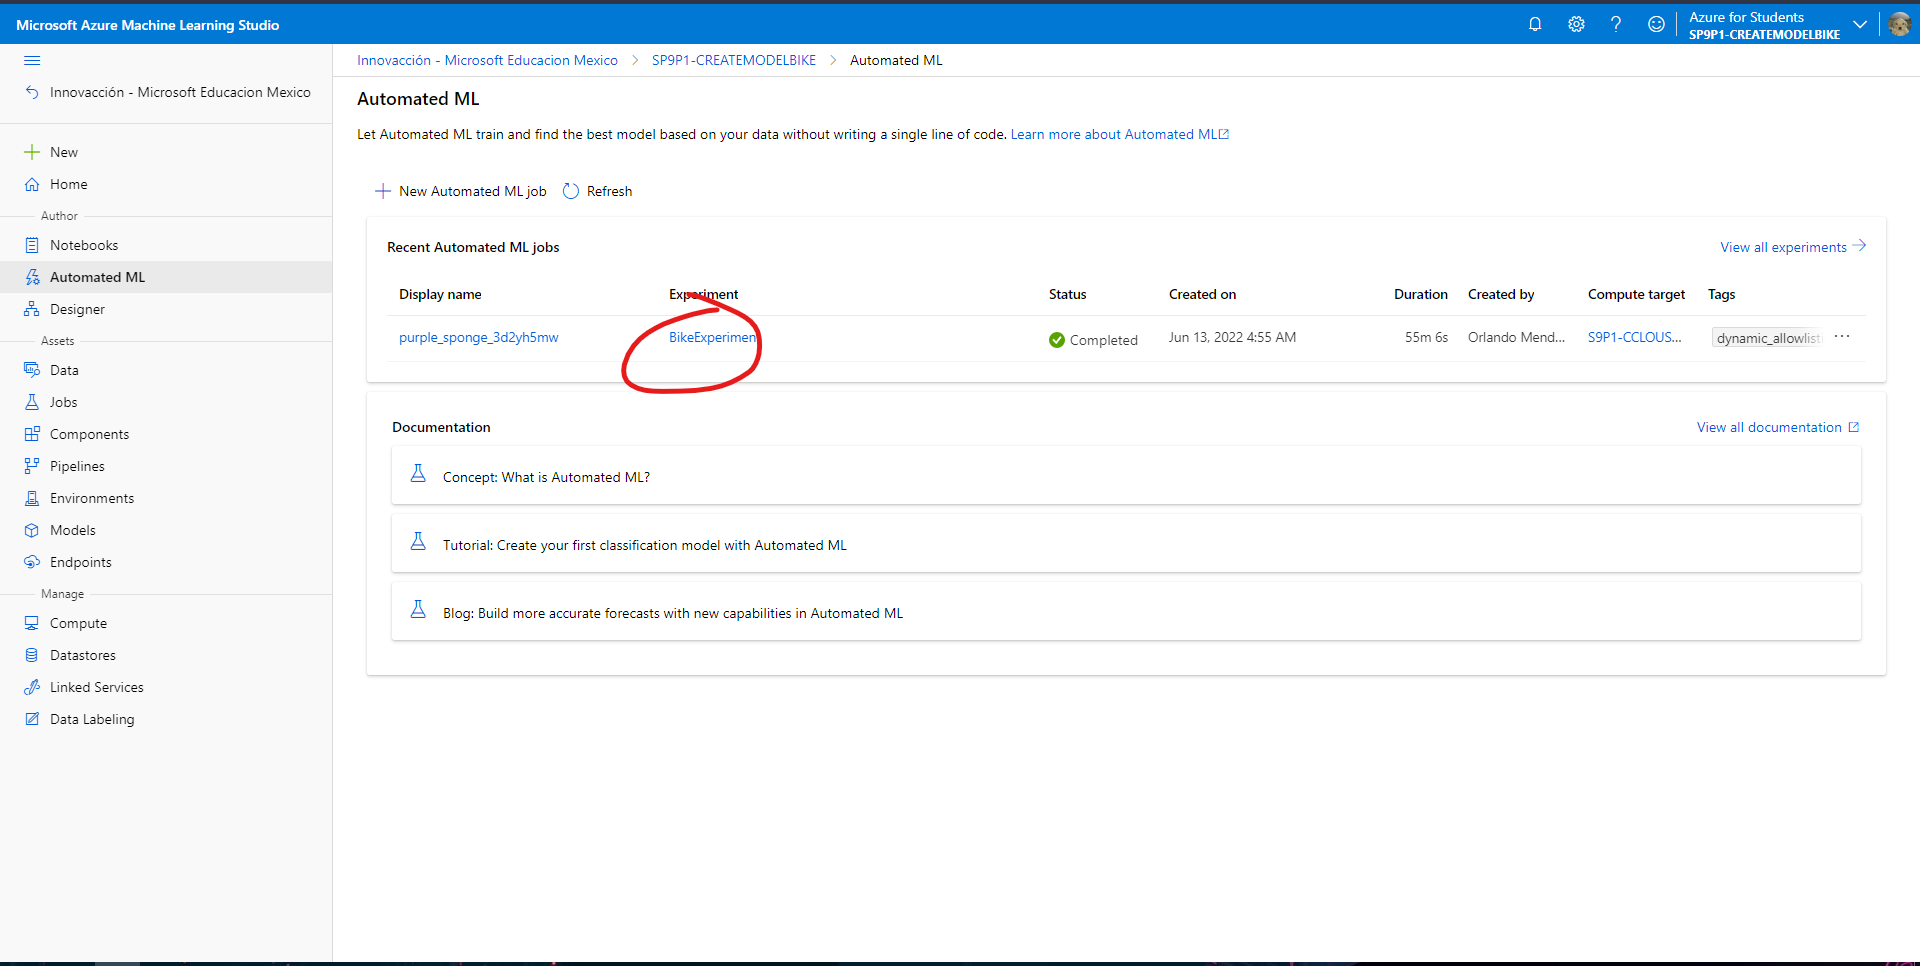 Microsoft Azure Machine Learning Studio
Azure for Students
SP9P1-CREATEMODELBIKE
Innovacción - Microsoft Educacion Mexico
New
Home
Author
Notebooks
Automated ML
Designer
Assets
Data
Jobs
Components
Pipelines
Environments
Models
Endpoints
Manage
Compute
Datastores
Linked Services
Data Labeling
Innovacción - Microsoft Educacion Mexico > SP9P1-CREATEMODELBIKE > Automated ML
Automated ML
Let Automated ML train and find the best model based on your data without writing a single line of code. Learn more about Automated ML
New Automated ML job Refresh
Recent Automated ML jobs View all experiments
Display name Experiment Status Created on Duration Created by Compute target Tags
purple_sponge_3d2yh5mw BikeExperimen Completed Jun 13, 2022 4:55 AM 55m 6s Orlando Mend... S9P1-CCLOUS... dynamic_allowlisti ...
Documentation View all documentation
Concept: What is Automated ML?
Tutorial: Create your first classification model with Automated ML
Blog: Build more accurate forecasts with new capabilities in Automated ML